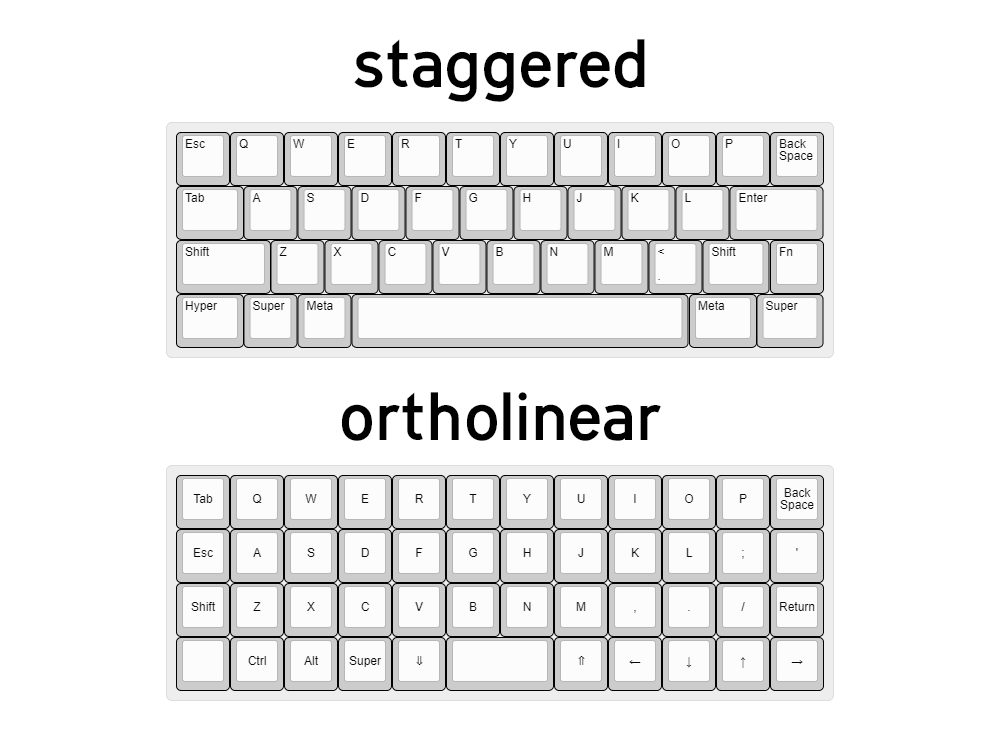 staggered
Esc Q W E R T Y U I O P Back
Space
Tab A S D F G H J K L Enter
Shift Z X C V B N M < Shift Fn
.
Hyper Super Meta Meta Super
ortholinear
Tab Q W E R T Y U I O P Back
Space
Esc A S D F G H J K L ; '
Shift Z X C V B N M , . / Return
Ctrl Alt Super ⇓ ⇑ ← ↓ ↑ →